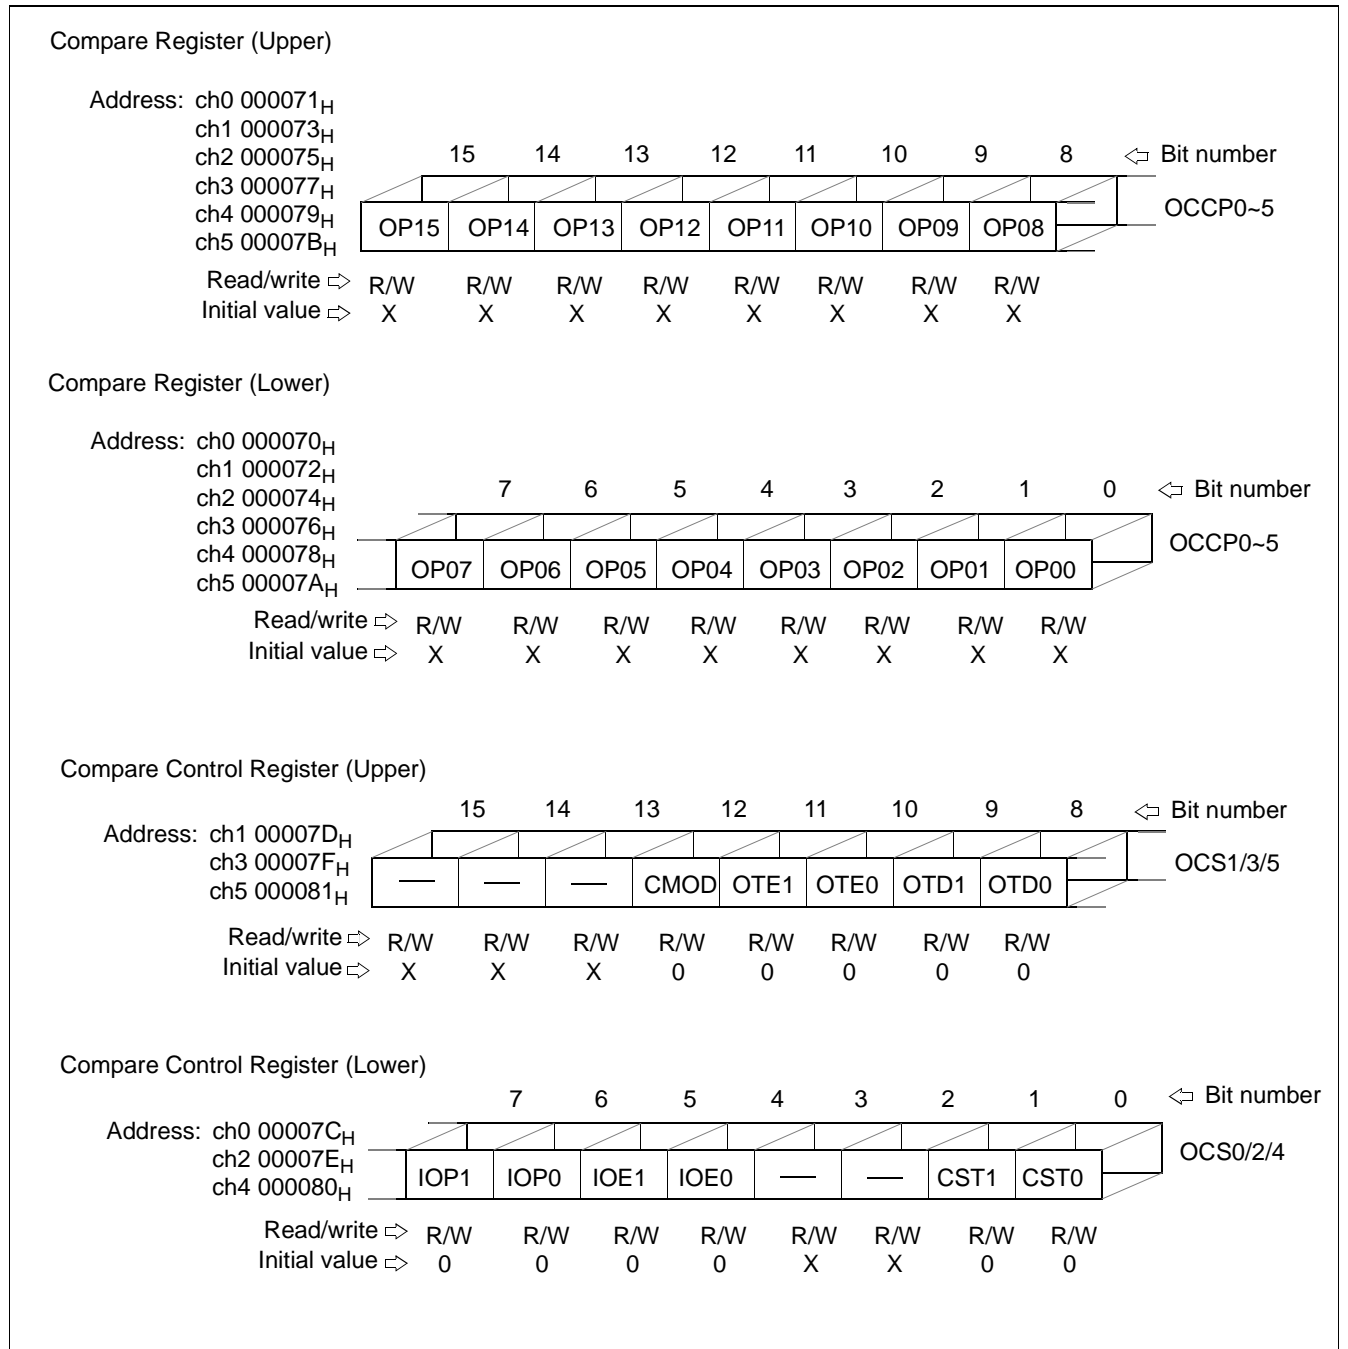 Compare Register (Upper)
Address: ch0 000071H
ch1 000073H
ch2 000075H
ch3 000077H
ch4 000079H
ch5 00007BH
15 14 13 12 11 10 9 8 ⇦ Bit number
OP15 OP14 OP13 OP12 OP11 OP10 OP09 OP08 OCCP0~5
Read/write ⇨ R/W R/W R/W R/W R/W R/W R/W R/W
Initial value ⇨ X X X X X X X X
Compare Register (Lower)
Address: ch0 000070H
ch1 000072H
ch2 000074H
ch3 000076H
ch4 000078H
ch5 00007AH
7 6 5 4 3 2 1 0 ⇦ Bit number
OP07 OP06 OP05 OP04 OP03 OP02 OP01 OP00 OCCP0~5
Read/write ⇨ R/W R/W R/W R/W R/W R/W R/W R/W
Initial value ⇨ X X X X X X X X
Compare Control Register (Upper)
Address: ch1 00007DH
ch3 00007FH
ch5 000081H
15 14 13 12 11 10 9 8 ⇦ Bit number
— — — CMOD OTE1 OTE0 OTD1 OTD0 OCS1/3/5
Read/write ⇨ R/W R/W R/W R/W R/W R/W R/W R/W
Initial value ⇨ X X X 0 0 0 0 0
Compare Control Register (Lower)
Address: ch0 00007CH
ch2 00007EH
ch4 000080H
7 6 5 4 3 2 1 0 ⇦ Bit number
IOP1 IOP0 IOE1 IOE0 — — CST1 CST0 OCS0/2/4
Read/write ⇨ R/W R/W R/W R/W R/W R/W R/W R/W
Initial value ⇨ 0 0 0 0 X X 0 0